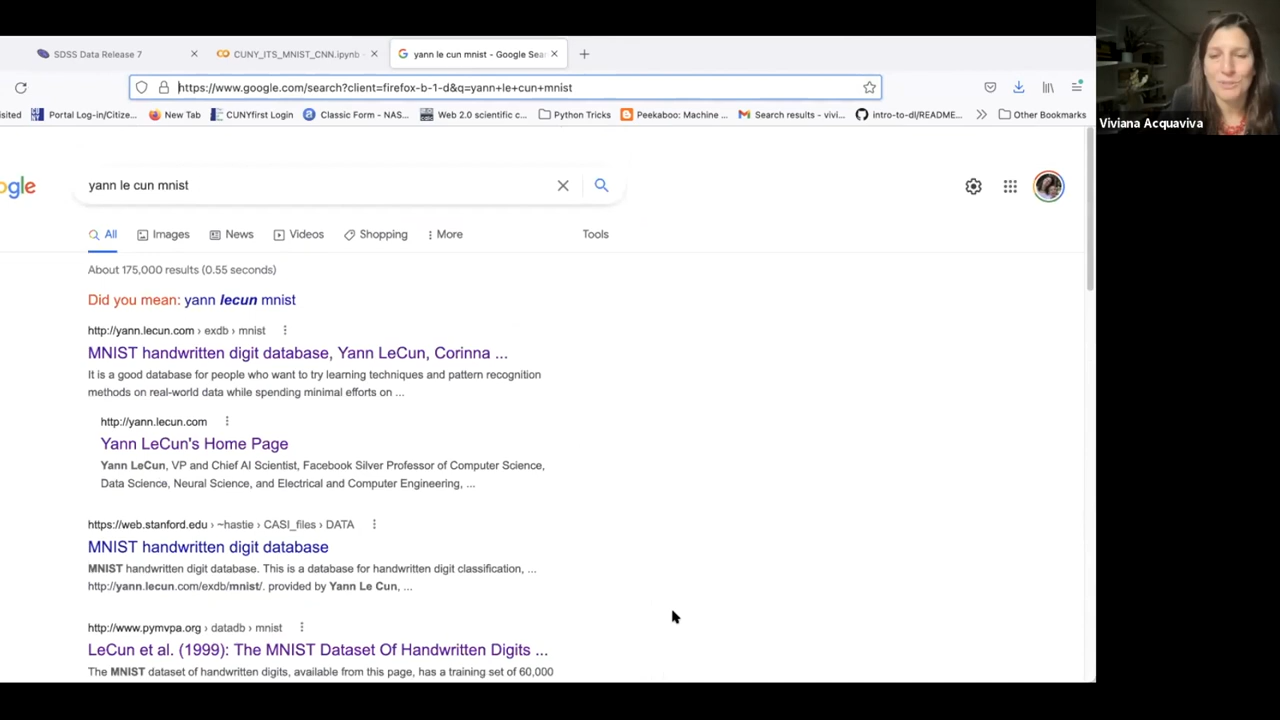 SDSS Data Release 7
CUNY_ITS_MNIST_CNN.ipynb -
yann le cun mnist - Google Sea
https://www.google.com/search?client=firefox-b-1-d&q=yann+le+cun+mnist
isited
Portal Log-in/Citize...
New Tab
CUNYfirst Login
Classic Form - NAS...
Web 2.0 scientific c...
Python Tricks
Peekaboo: Machine ...
Search results - vivi...
intro-to-dl/README...
Other Bookmarks
Viviana Acquaviva
ogle
yann le cun mnist
All
Images
News
Videos
Shopping
More
Tools
About 175,000 results (0.55 seconds)
Did you mean: yann lecun mnist
http://yann.lecun.com › exdb › mnist
MNIST handwritten digit database, Yann LeCun, Corinna ...
It is a good database for people who want to try learning techniques and pattern recognition
methods on real-world data while spending minimal efforts on ...
http://yann.lecun.com
Yann LeCun's Home Page
Yann LeCun, VP and Chief AI Scientist, Facebook Silver Professor of Computer Science,
Data Science, Neural Science, and Electrical and Computer Engineering, ...
https://web.stanford.edu › ~hastie › CASI_files › DATA
MNIST handwritten digit database
MNIST handwritten digit database. This is a database for handwritten digit classification, ...
http://yann.lecun.com/exdb/mnist/. provided by Yann Le Cun, ...
http://www.pymvpa.org › datadb › mnist
LeCun et al. (1999): The MNIST Dataset Of Handwritten Digits ...
The MNIST dataset of handwritten digits, available from this page, has a training set of 60,000